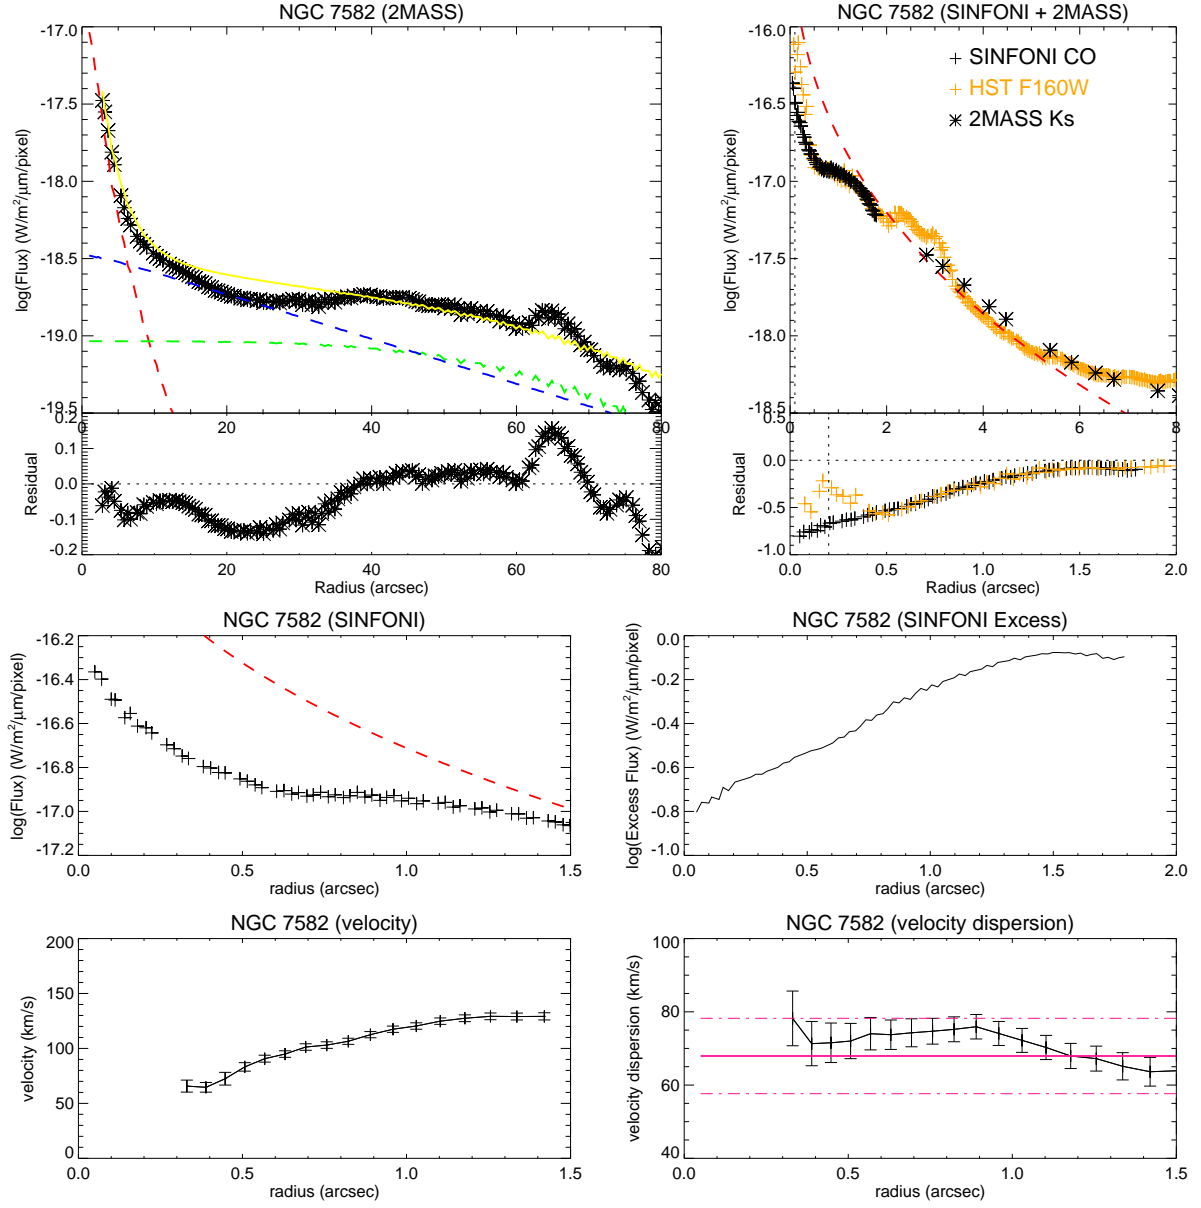 NGC 7582 (2MASS)
-17.0
-17.5
-18.0
-18.5
-19.0
-19.5
log(Flux) (W/m²/μm/pixel)
0 20 40 60 80
0.2
0.1
0.0
-0.1
-0.2
Residual
0 20 40 60 80
Radius (arcsec)
NGC 7582 (SINFONI + 2MASS)
SINFONI CO
HST F160W
2MASS Ks
-16.0
-16.5
-17.0
-17.5
-18.0
-18.5
log(Flux) (W/m²/μm/pixel)
0 2 4 6 8
0.5
0.0
-0.5
-1.0
Residual
0.0 0.5 1.0 1.5 2.0
Radius (arcsec)
NGC 7582 (SINFONI)
-16.2
-16.4
-16.6
-16.8
-17.0
-17.2
log(Flux) (W/m²/μm/pixel)
0.0 0.5 1.0 1.5
radius (arcsec)
NGC 7582 (SINFONI Excess)
0.0
-0.2
-0.4
-0.6
-0.8
-1.0
log(Excess Flux) (W/m²/μm/pixel)
0.0 0.5 1.0 1.5 2.0
radius (arcsec)
NGC 7582 (velocity)
200
150
100
50
0
velocity (km/s)
0.0 0.5 1.0 1.5
radius (arcsec)
NGC 7582 (velocity dispersion)
100
80
60
40
velocity dispersion (km/s)
0.0 0.5 1.0 1.5
radius (arcsec)